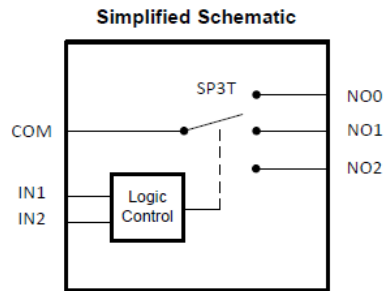 Simplified Schematic
SP3T
NO0
COM
NO1
NO2
IN1
IN2
Logic
Control